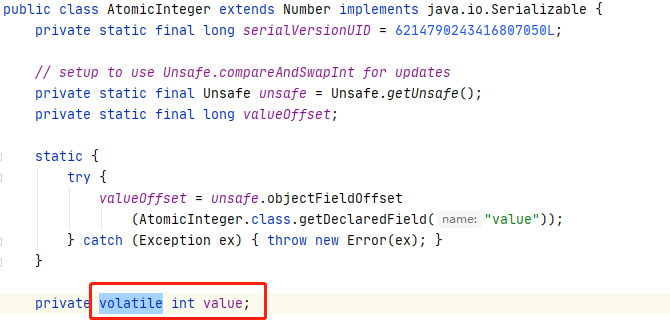 public class AtomicInteger extends Number implements java.io.Serializable {
private static final long serialVersionUID = 6214790243416807050L;
// setup to use Unsafe.compareAndSwapInt for updates
private static final Unsafe unsafe = Unsafe.getUnsafe();
private static final long valueOffset;
static {
try {
valueOffset = unsafe.objectFieldOffset
(AtomicInteger.class.getDeclaredField( name: "value"));
} catch (Exception ex) { throw new Error(ex); }
}
private volatile int value;